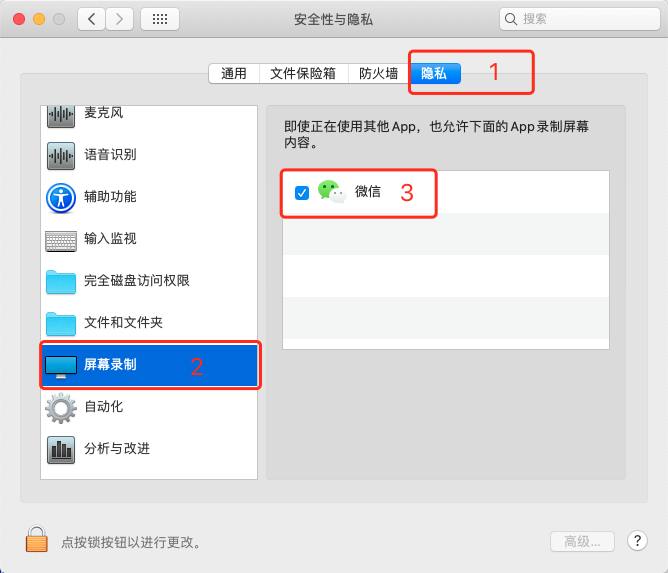 安全性与隐私
搜索
通用
文件保险箱
防火墙
隐私
1
麦克风
语音识别
辅助功能
输入监视
完全磁盘访问权限
文件和文件夹
屏幕录制
2
自动化
分析与改进
即使正在使用其他 App，也允许下面的 App 录制屏幕
内容。
微信
3
点按锁按钮以进行更改。
高级...
?